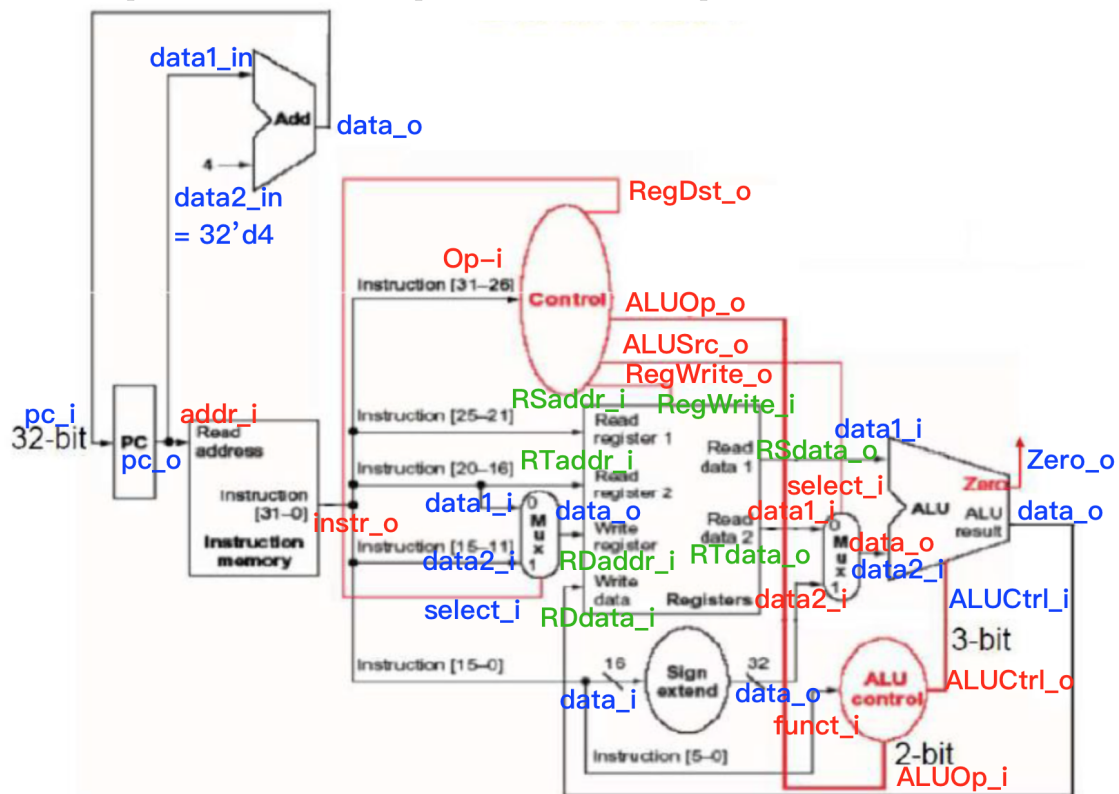 data1_in
Add
data_o
4
data2_in
= 32'd4
RegDst_o
Op-i
Instruction [31-26]
Control
ALUOp_o
ALUSrc_o
RegWrite_o
pc_i
32-bit
PC
pc_o
addr_i
Read
address
Instruction
[31-0]
instr_o
Instruction
memory
RSaddr_i
RegWrite_i
Instruction [25-21]
Read
register 1
Read
data 1
RSdata_o
data1_i
RTaddr_i
Instruction [20-16]
Read
register 2
data1_i
0
Mux
1
data_o
Write
register
Read
data 2
Instruction [15-11]
data2_i
RDaddr_i
RTdata_o
select_i
Write
data
Registers
RDdata_i
select_i
data1_i
0
Mux
1
data_o
data2_i
data2_i
Zero_o
Zero
ALU
ALU
result
data_o
ALUCtrl_i
3-bit
Instruction [15-0]
16
Sign
extend
32
data_i
data_o
ALU
control
ALUCtrl_o
funct_i
Instruction [5-0]
2-bit
ALUOp_i